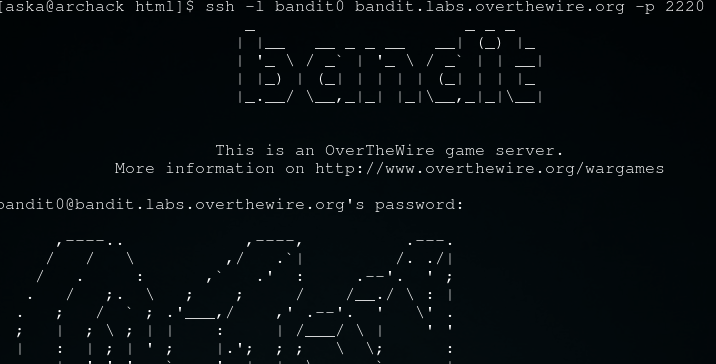 [aska@archack html]$ ssh -l bandit0 bandit.labs.overthewire.org -p 2220
bandit
This is an OverTheWire game server.
More information on http://www.overthewire.org/wargames
bandit0@bandit.labs.overthewire.org's password: